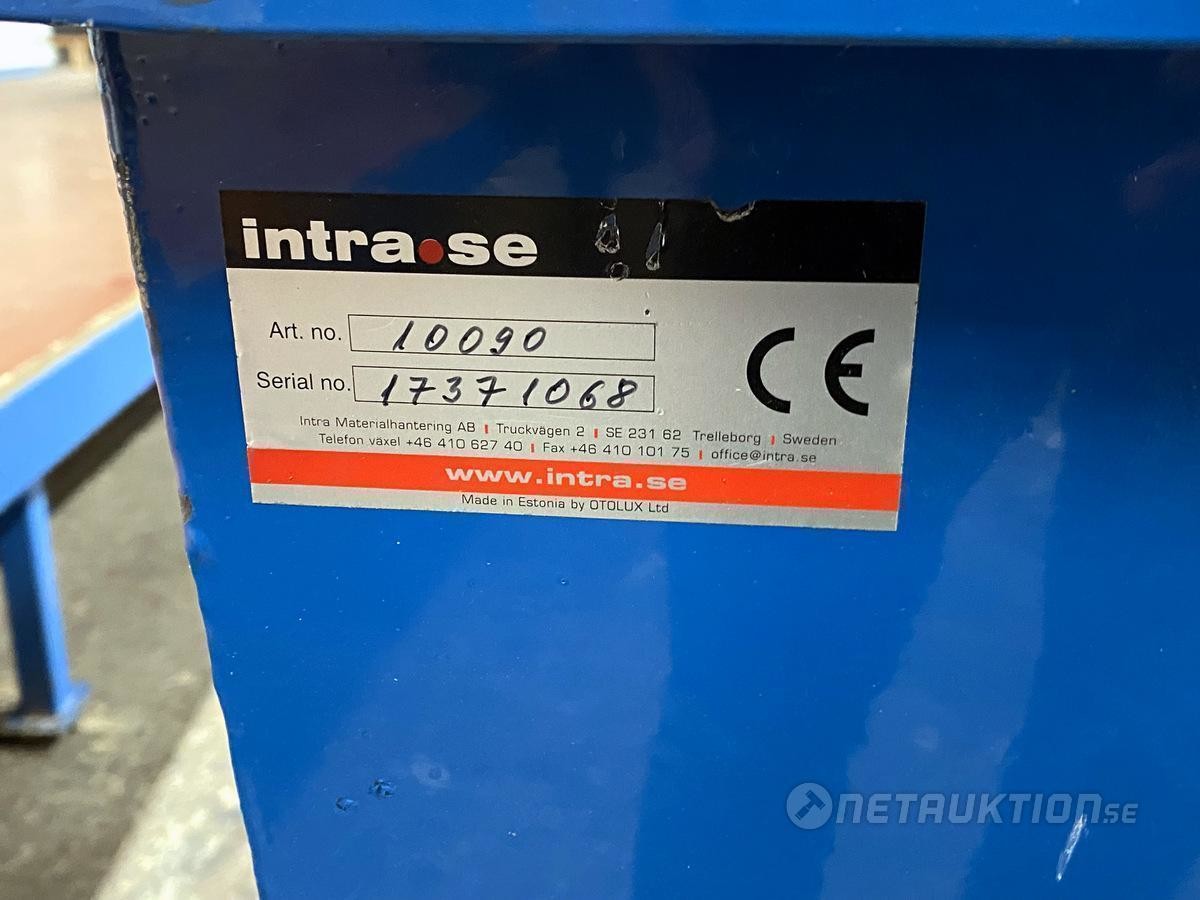 intra.se
Art. no. 10090
Serial no. 17371068
CE
Intra Materialhantering AB | Truckvägen 2 | SE 231 62 Trelleborg | Sweden
Telefon växel +46 410 627 40 | Fax +46 410 101 75 | office@intra.se
www.intra.se
Made in Estonia by OTOLUX Ltd
NETAUKTION.SE